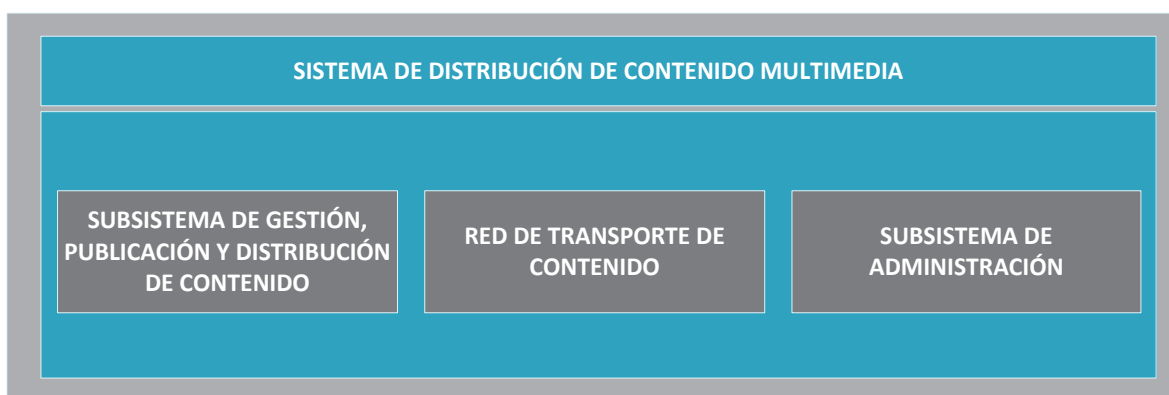 SISTEMA DE DISTRIBUCIÓN DE CONTENIDO MULTIMEDIA
SUBSISTEMA DE GESTIÓN,
PUBLICACIÓN Y DISTRIBUCIÓN
DE CONTENIDO
RED DE TRANSPORTE DE
CONTENIDO
SUBSISTEMA DE
ADMINISTRACIÓN